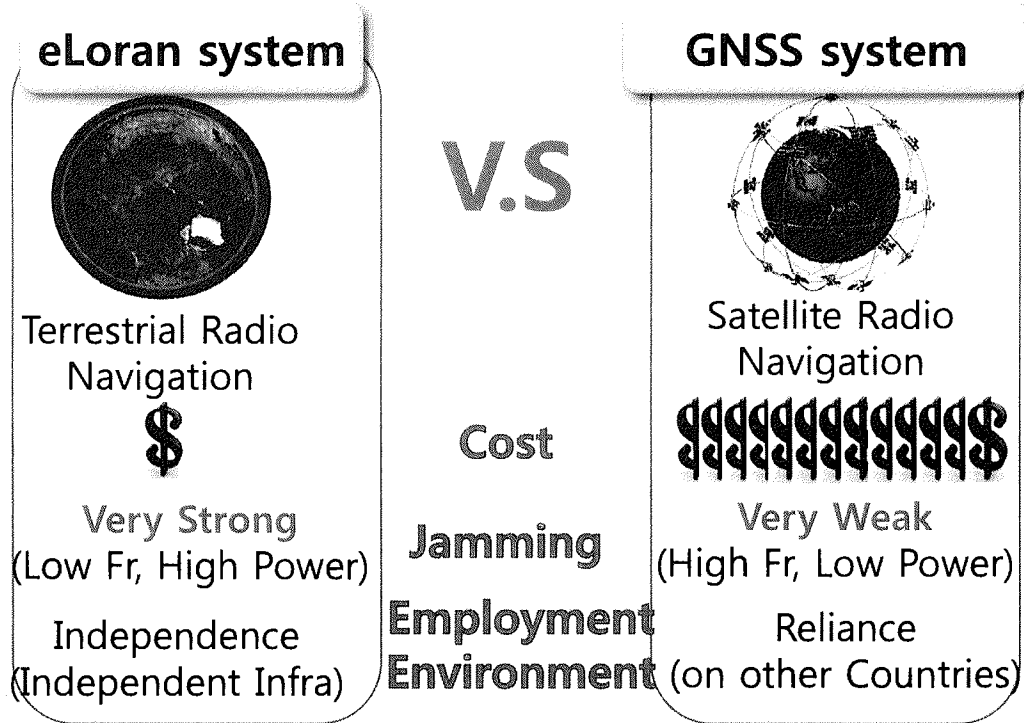 eLoran system
Terrestrial Radio
Navigation
$
Very Strong
(Low Fr, High Power)
Independence
(Independent Infra)
V.S
Cost
Jamming
Employment
Environment
GNSS system
Satellite Radio
Navigation
$$$$$$$$$$$$$
Very Weak
(High Fr, Low Power)
Reliance
(on other Countries)